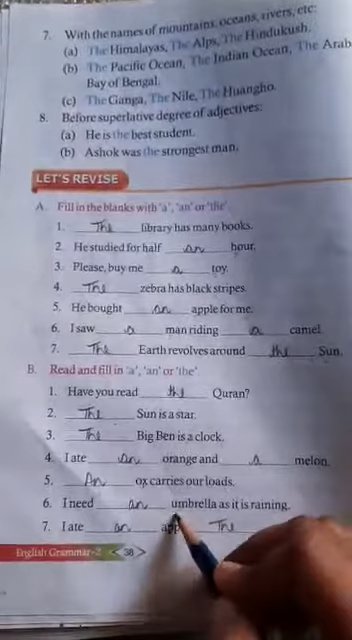 7. With the names of mountains, oceans, rivers, etc:
(a) The Himalayas, The Alps, The Hindukush.
(b) The Pacific Ocean, The Indian Ocean, The Arab
Bay of Bengal.
(c) The Ganga, The Nile, The Huangho.
8. Before superlative degree of adjectives:
(a) He is the best student.
(b) Ashok was the strongest man.
LET'S REVISE
A. Fill in the blanks with 'a', 'an' or 'the'
1. The library has many books.
2. He studied for half an hour.
3. Please, buy me a toy.
4. The zebra has black stripes.
5. He bought an apple for me.
6. I saw a man riding a camel.
7. The Earth revolves around the Sun.
B. Read and fill in 'a', 'an' or 'the'
1. Have you read the Quran?
2. The Sun is a star.
3. The Big Ben is a clock.
4. I ate an orange and a melon.
5. An ox carries our loads.
6. I need an umbrella as it is raining.
7. I ate an app The
English Grammar-2 < 38 >